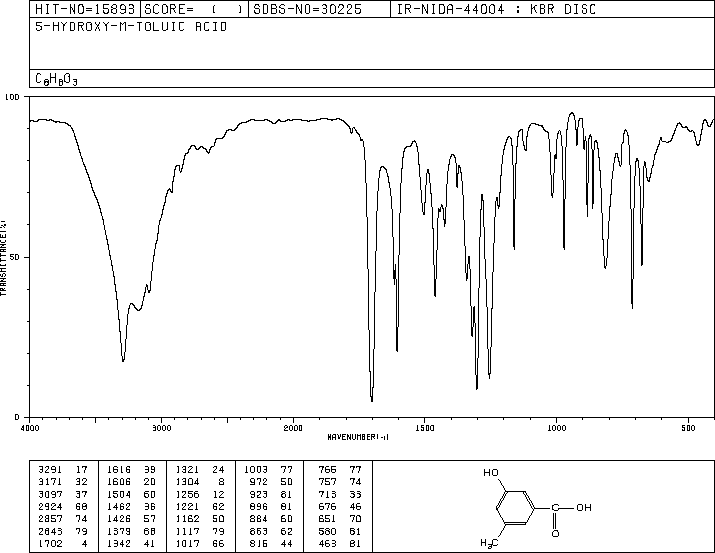 HIT-NO=15893 SCORE= ( ) SDBS-NO=30225 IR-NIDA-44004 : KBR DISC
5-HYDROXY-M-TOLUIC ACID
C8H8O3
100
50
0
TRANSMITTANCE(%)
4000 3000 2000 1500 1000 500
WAVENUMBER(-1)
3291 17 1616 39 1321 24 1003 77 766 77
3171 32 1606 20 1304 8 972 50 757 74
3097 37 1504 60 1256 12 923 81 713 33
2924 68 1462 36 1221 62 896 81 676 46
2857 74 1426 57 1162 50 884 60 651 70
2643 79 1379 68 1117 79 863 62 580 81
1702 4 1342 41 1017 66 816 44 463 81
HO
C OH
O
H3C